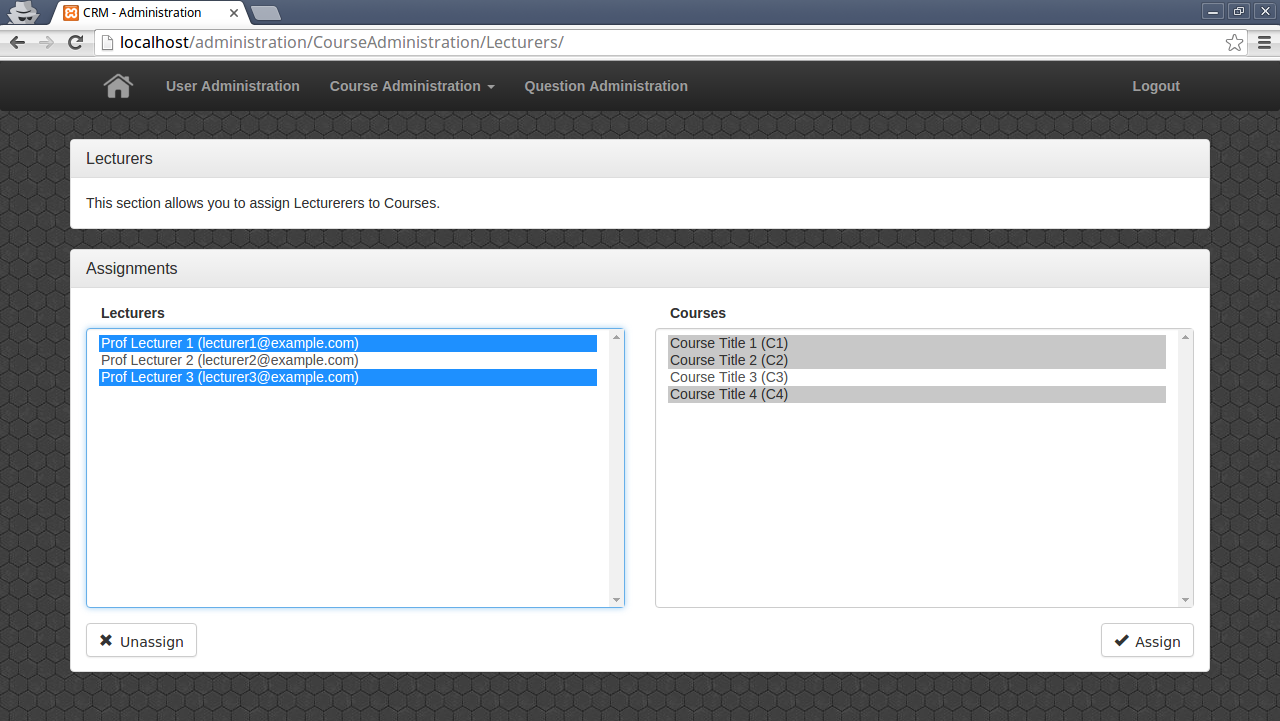 CRM - Administration
localhost/administration/CourseAdministration/Lecturers/
User Administration Course Administration Question Administration Logout
Lecturers
This section allows you to assign Lecturerers to Courses.
Assignments
Lecturers Courses
Prof Lecturer 1 (lecturer1@example.com)
Prof Lecturer 2 (lecturer2@example.com)
Prof Lecturer 3 (lecturer3@example.com)
Course Title 1 (C1)
Course Title 2 (C2)
Course Title 3 (C3)
Course Title 4 (C4)
Unassign Assign